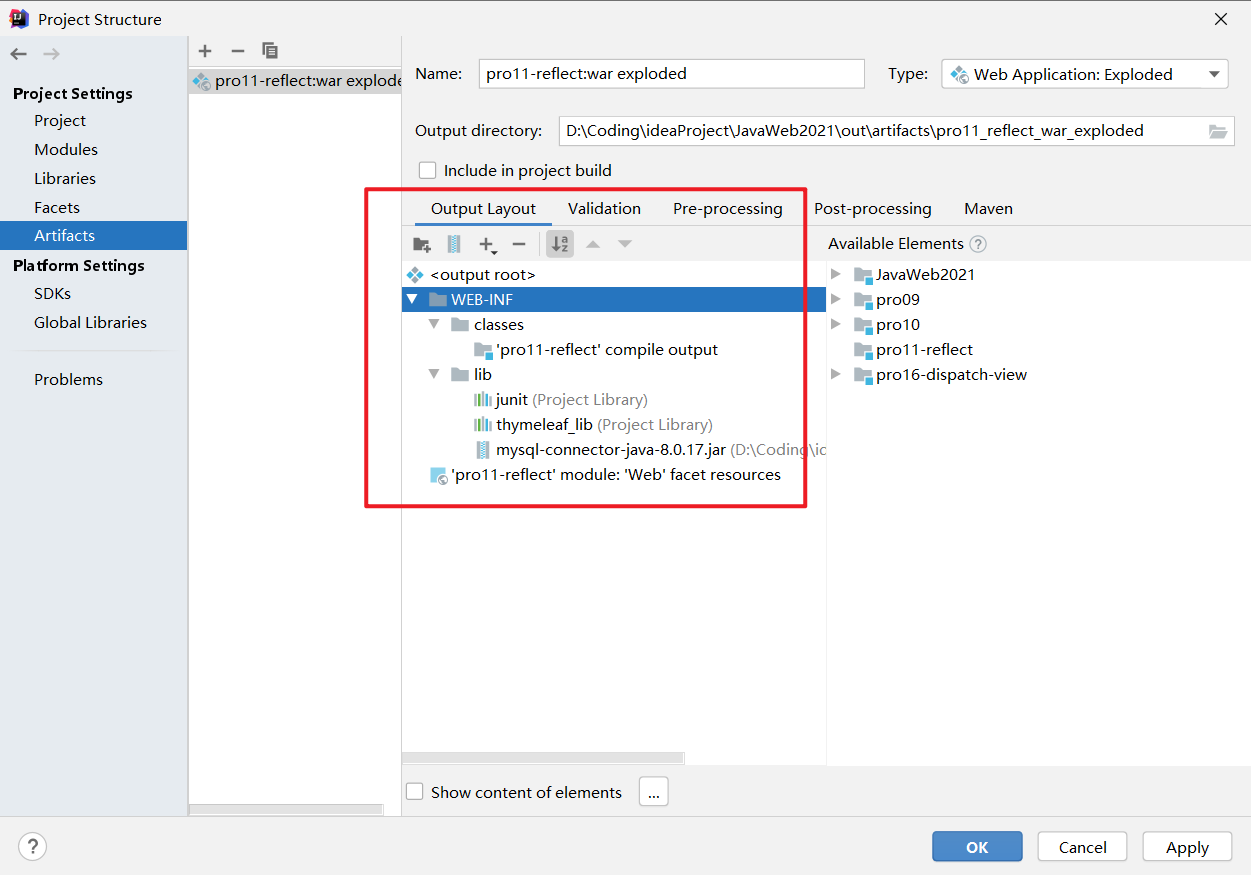 Project Structure
Project Settings
Project
Modules
Libraries
Facets
Artifacts
Platform Settings
SDKs
Global Libraries
Problems
pro11-reflect:war explode
Name: pro11-reflect:war exploded Type: Web Application: Exploded
Output directory: D:\Coding\ideaProject\JavaWeb2021\out\artifacts\pro11_reflect_war_exploded
Include in project build
Output Layout Validation Pre-processing Post-processing Maven
<output root>
WEB-INF
classes
'pro11-reflect' compile output
lib
junit (Project Library)
thymeleaf_lib (Project Library)
mysql-connector-java-8.0.17.jar (D:\Coding\ic
'pro11-reflect' module: 'Web' facet resources
Available Elements ?
JavaWeb2021
pro09
pro10
pro11-reflect
pro16-dispatch-view
Show content of elements ...
? OK Cancel Apply